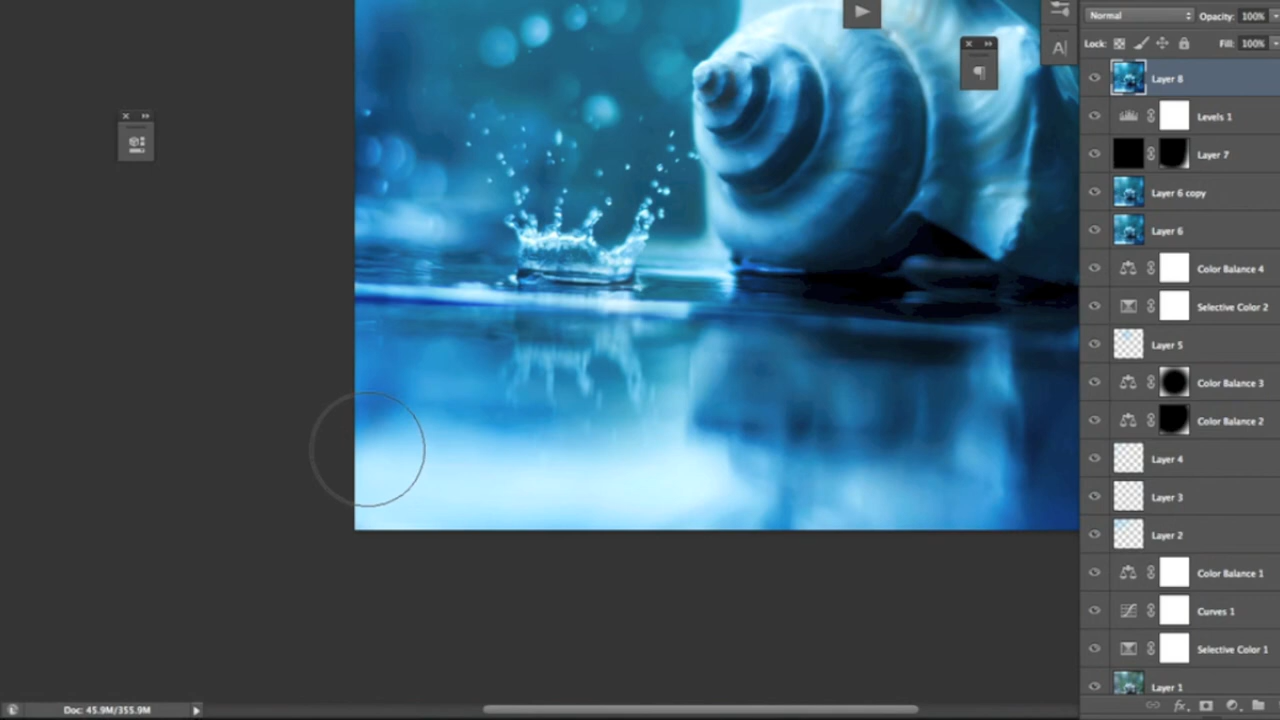 Normal Opacity: 100%
Lock: Fill: 100%
A|
Layer 8
Levels 1
Layer 7
Layer 6 copy
Layer 6
Color Balance 4
Selective Color 2
Layer 5
Color Balance 3
Color Balance 2
Layer 4
Layer 3
Layer 2
Color Balance 1
Curves 1
Selective Color 1
Layer 1
fx.
Doc: 45.9M/355.9M